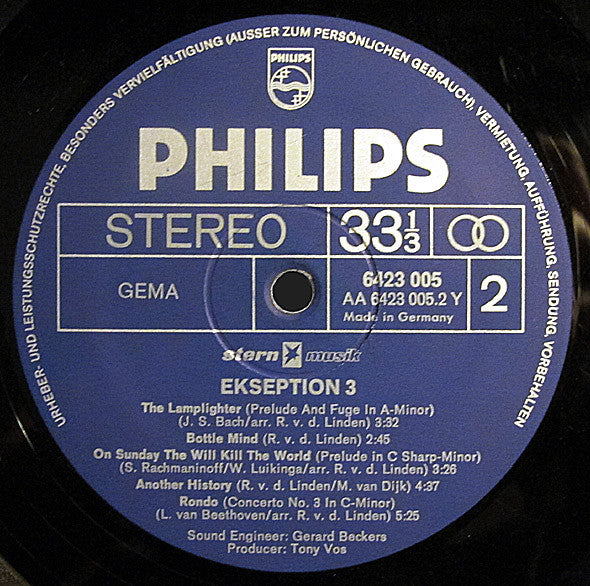 URHEBER- UND LEISTUNGSSCHUTZRECHTE, BESONDERS VERVIELFÄLTIGUNG (AUSSER ZUM PERSÖNLICHEN GEBRAUCH), VERMIETUNG, AUFFÜHRUNG, SENDUNG, VORBEHALTEN
PHILIPS
PHILIPS
STEREO 33 1/3
GEMA 6423 005 2
AA 6423 005.2 Y
Made in Germany
stern musik
EKSEPTION 3
The Lamplighter (Prelude And Fuge In A-Minor)
(J. S. Bach/arr. R. v. d. Linden) 3:32
Bottle Mind (R. v. d. Linden) 2:45
On Sunday The Will Kill The World (Prelude in C Sharp-Minor)
(S. Rachmaninoff/W. Luikinga/arr. R. v. d. Linden) 3:26
Another History (R. v. d. Linden/M. van Dijk) 4:37
Rondo (Concerto No. 3 In C-Minor)
(L. van Beethoven/arr. R. v. d. Linden) 5:25
Sound Engineer: Gerard Beckers
Producer: Tony Vos